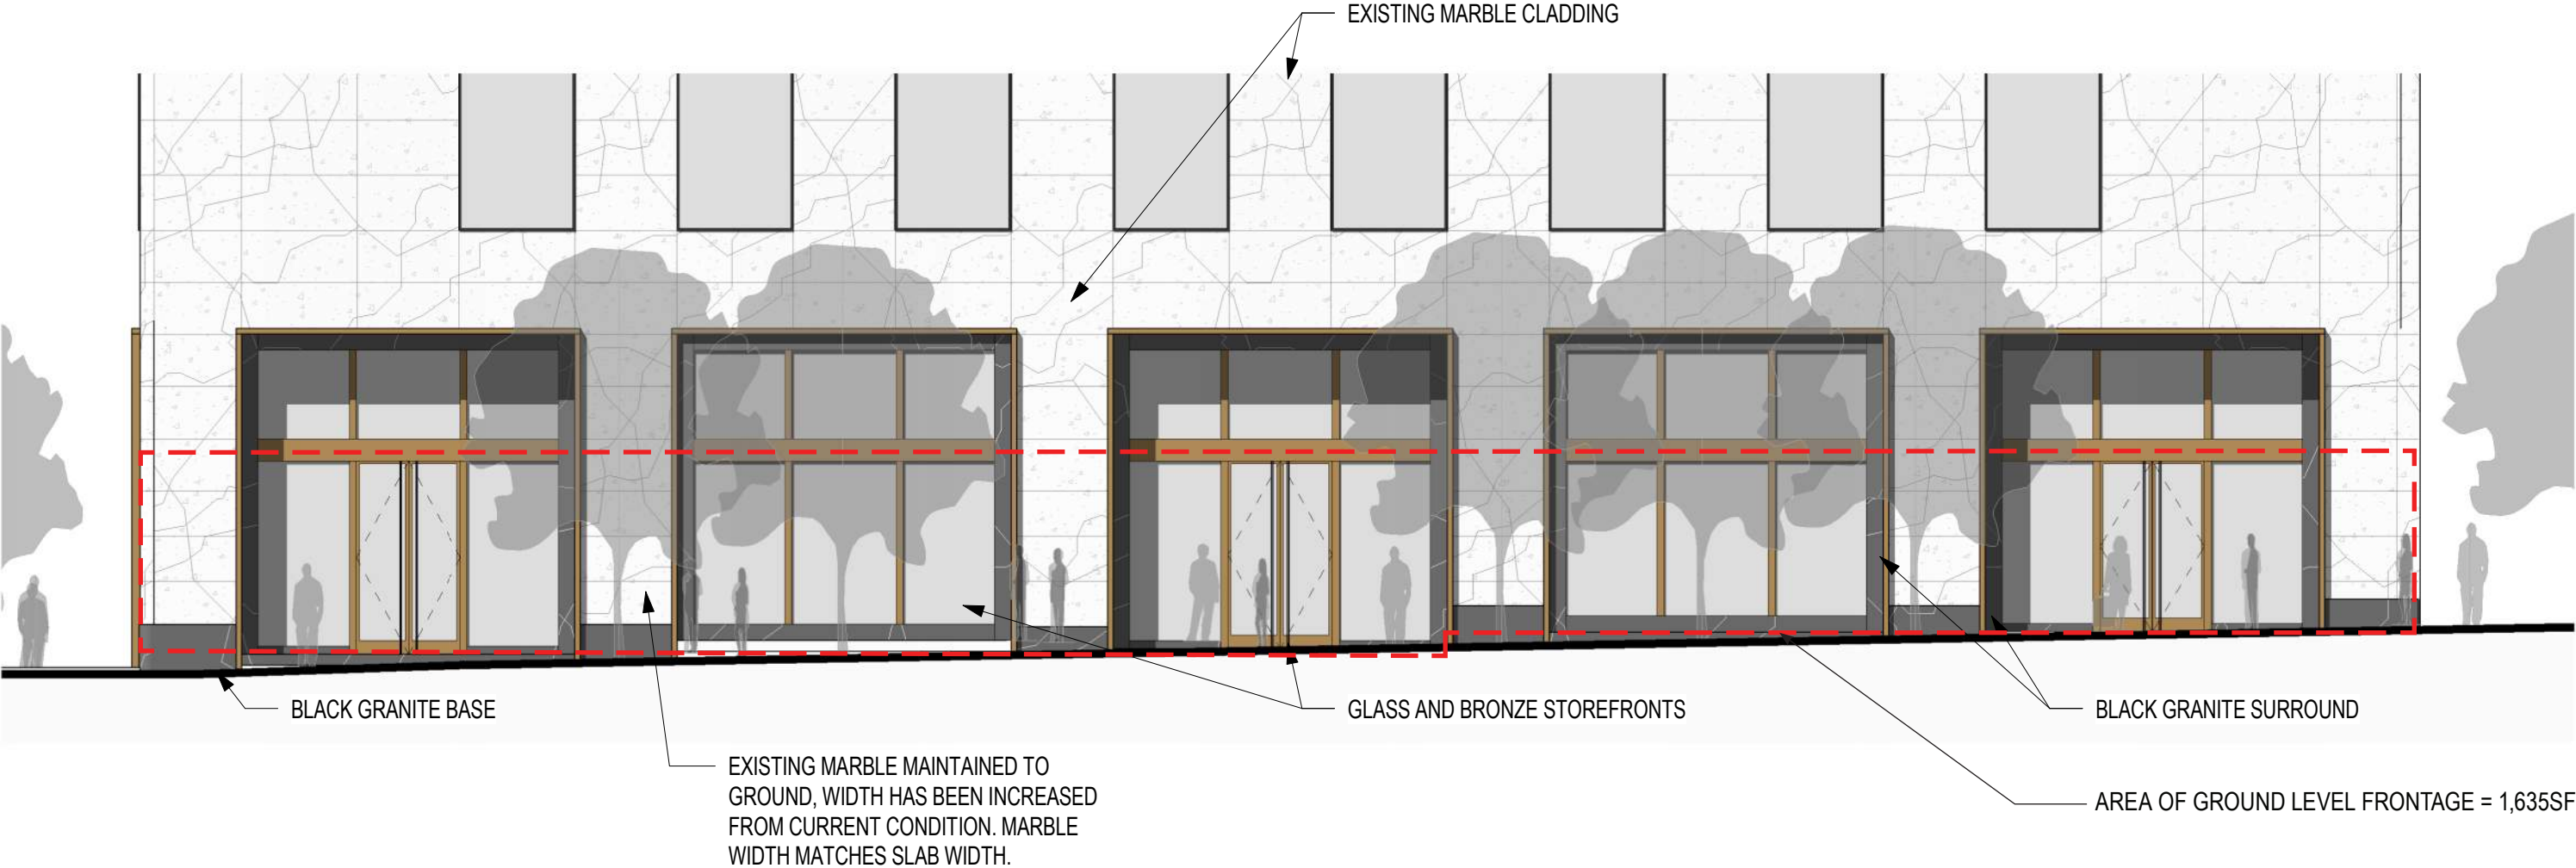 EXISTING MARBLE CLADDING
BLACK GRANITE BASE
GLASS AND BRONZE STOREFRONTS
BLACK GRANITE SURROUND
EXISTING MARBLE MAINTAINED TO
GROUND, WIDTH HAS BEEN INCREASED
FROM CURRENT CONDITION. MARBLE
WIDTH MATCHES SLAB WIDTH.
AREA OF GROUND LEVEL FRONTAGE = 1,635SF